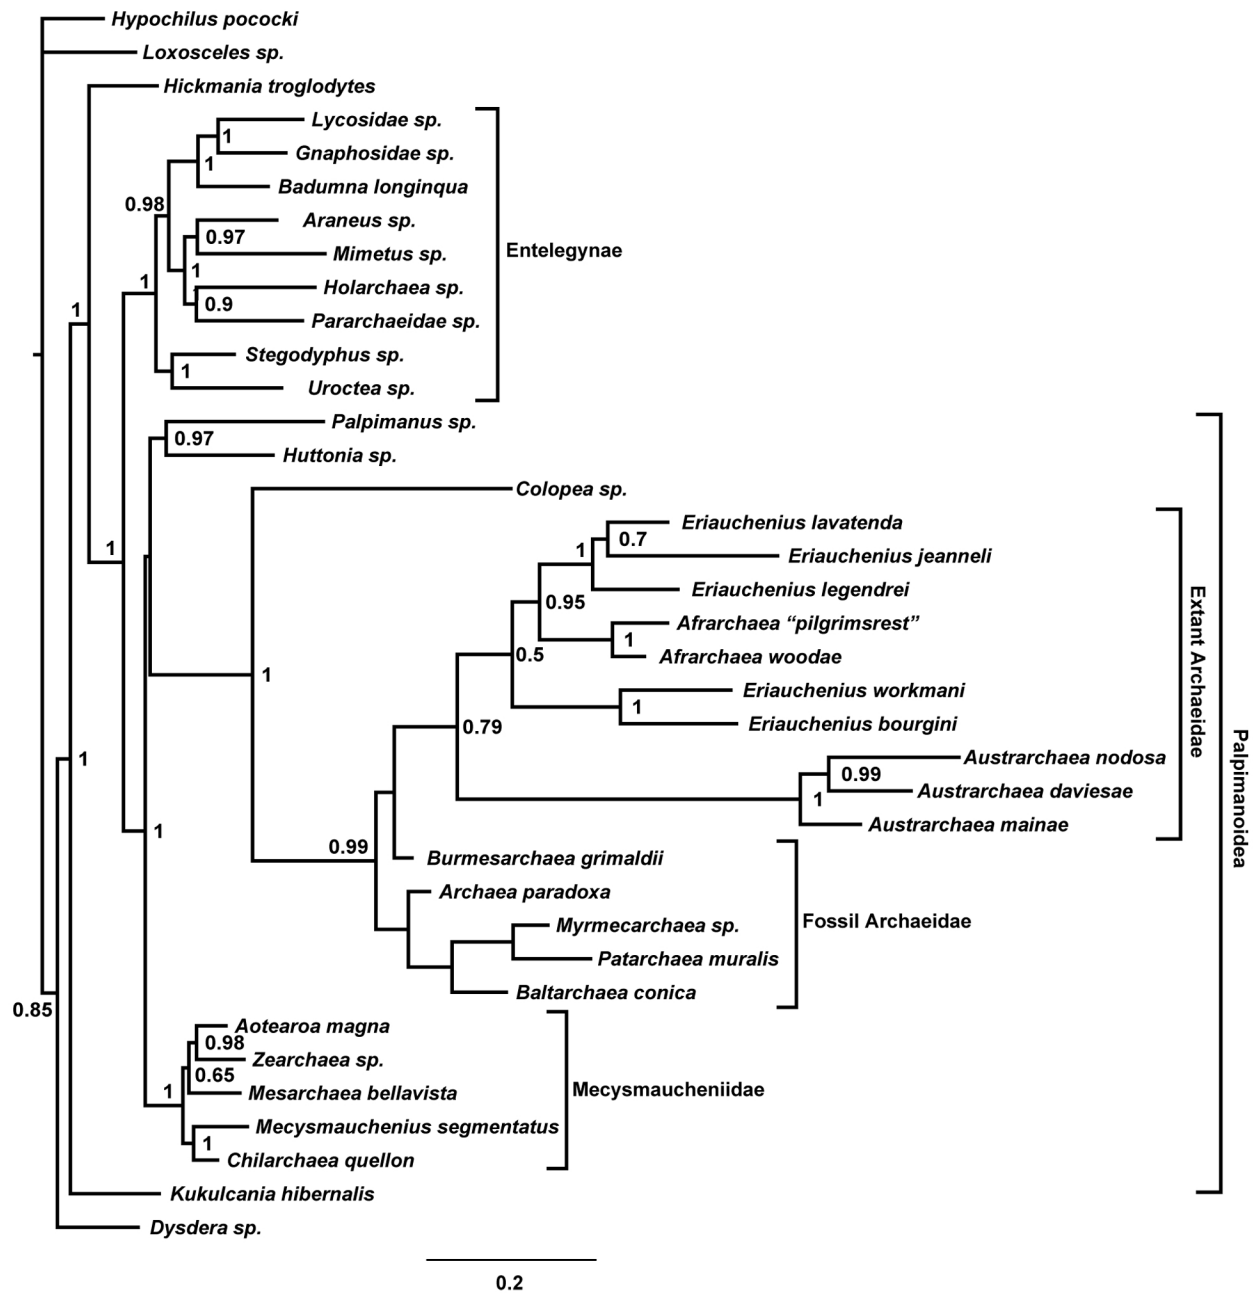 Hypochilus pococki
Loxosceles sp.
Hickmania troglodytes
Lycosidae sp.
1
Gnaphosidae sp.
1
Badumna longinqua
0.98
Araneus sp.
0.97
Mimetus sp.
Entelegynae
1
1
Holarchaea sp.
0.9
1
Pararchaeidae sp.
Stegodyphus sp.
1
Uroctea sp.
Palpimanus sp.
0.97
Huttonia sp.
Colopea sp.
Eriauchenius lavatenda
0.7
1
1
Eriauchenius jeanneli
Eriauchenius legendrei
0.95
Afrarchaea “pilgrimsrest”
1
0.5
Afrarchaea woodae
1
Eriauchenius workmani
1
Eriauchenius bourgini
0.79
Extant Archaeidae
Austrarchaea nodosa
1
0.99
Austrarchaea daviesae
1
Austrarchaea mainae
Palpimanoidea
1
0.99
Burmesarchaea grimaldii
Archaea paradoxa
Myrmecarchaea sp.
Fossil Archaeidae
Patarchaea muralis
Baltarchaea conica
0.85
Aotearoa magna
0.98
Zearchaea sp.
0.65
Mesarchaea bellavista
Mecysmaucheniidae
1
Mecysmauchenius segmentatus
1
Chilarchaea quellon
Kukulcania hibernalis
Dysdera sp.
0.2